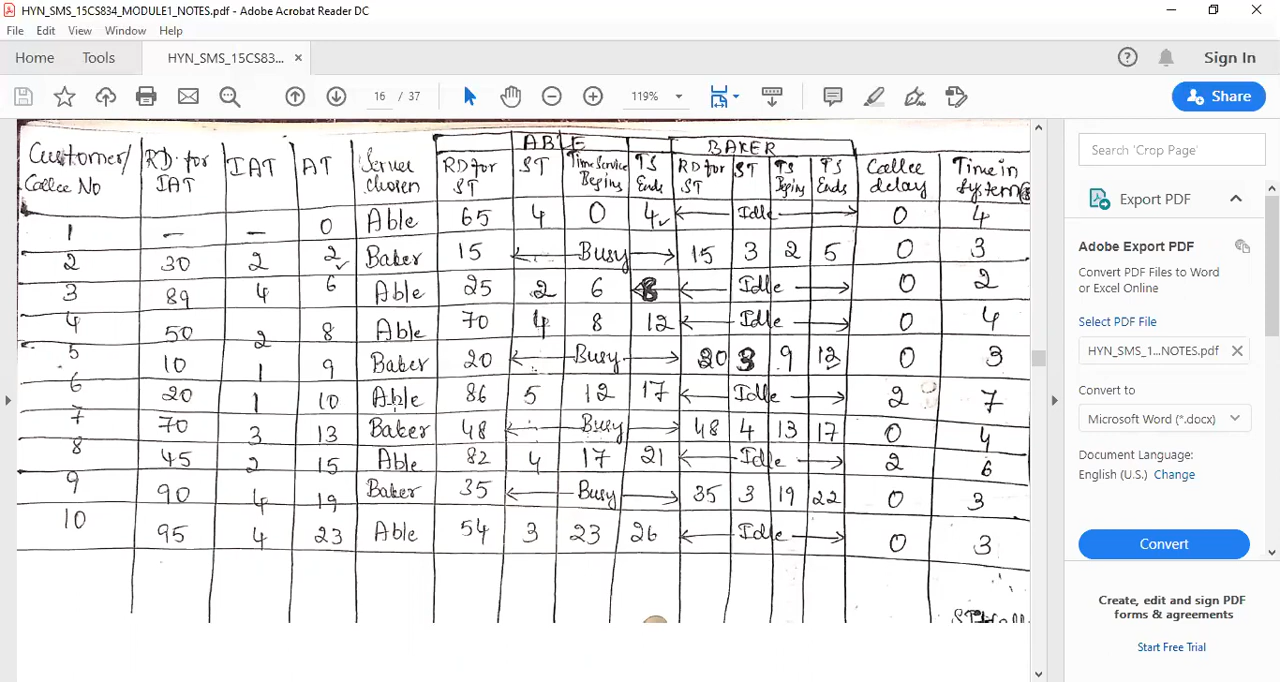 HYN_SMS_15CS834_MODULE1_NOTES.pdf - Adobe Acrobat Reader DC
File Edit View Window Help
Home Tools HYN_SMS_15CS83... × Sign In
16 / 37 119% Share
ABLE BAKER
Customer/ Callee No RD for IAT IAT AT Server chosen RD for ST ST Time Service Begins TS Ends RD for ST ST TS Begins TS Ends Callee delay Time in System
1 — — 0 Able 65 4 0 4 Idle 0 4
2 30 2 2 Baker 15 Busy 15 3 2 5 0 3
3 89 4 6 Able 25 2 6 8 Idle 0 2
4 50 2 8 Able 70 4 8 12 Idle 0 4
5 10 1 9 Baker 20 Busy 20 3 9 12 0 3
6 20 1 10 Able 86 5 12 17 Idle 2 7
7 70 3 13 Baker 48 Busy 48 4 13 17 0 4
8 45 2 15 Able 82 4 17 21 Idle 2 6
9 90 4 19 Baker 35 Busy 35 3 19 22 0 3
10 95 4 23 Able 54 3 23 26 Idle 0 3
Search 'Crop Page'
Export PDF
Adobe Export PDF
Convert PDF Files to Word
or Excel Online
Select PDF File
HYN_SMS_1...NOTES.pdf
Convert to
Microsoft Word (*.docx)
Document Language:
English (U.S.) Change
Convert
Create, edit and sign PDF
forms & agreements
Start Free Trial